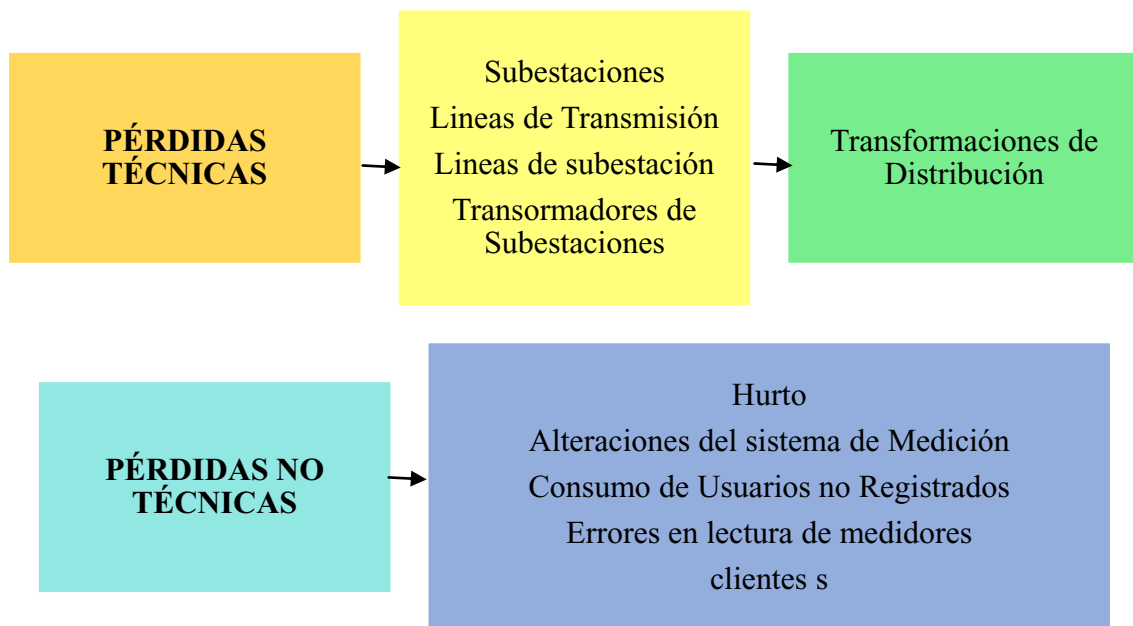 PÉRDIDAS
TÉCNICAS
Subestaciones
Lineas de Transmisión
Lineas de subestación
Transormadores de
Subestaciones
Transformaciones de
Distribución
PÉRDIDAS NO
TÉCNICAS
Hurto
Alteraciones del sistema de Medición
Consumo de Usuarios no Registrados
Errores en lectura de medidores
clientes s